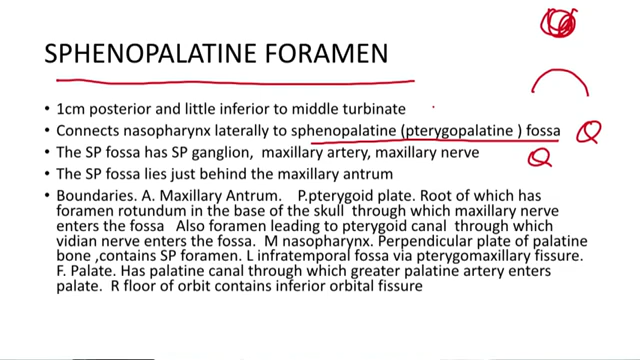 SPHENOPALATINE FORAMEN
• 1cm posterior and little inferior to middle turbinate
• Connects nasopharynx laterally to sphenopalatine (pterygopalatine ) fossa Q
• The SP fossa has SP ganglion, maxillary artery, maxillary nerve Q
• The SP fossa lies just behind the maxillary antrum
• Boundaries. A. Maxillary Antrum. P.pterygoid plate. Root of which has
foramen rotundum in the base of the skull through which maxillary nerve
enters the fossa Also foramen leading to pterygoid canal through which
vidian nerve enters the fossa. M nasopharynx. Perpendicular plate of palatine
bone ,contains SP foramen. L infratemporal fossa via pterygomaxillary fissure.
F. Palate. Has palatine canal through which greater palatine artery enters
palate. R floor of orbit contains inferior orbital fissure